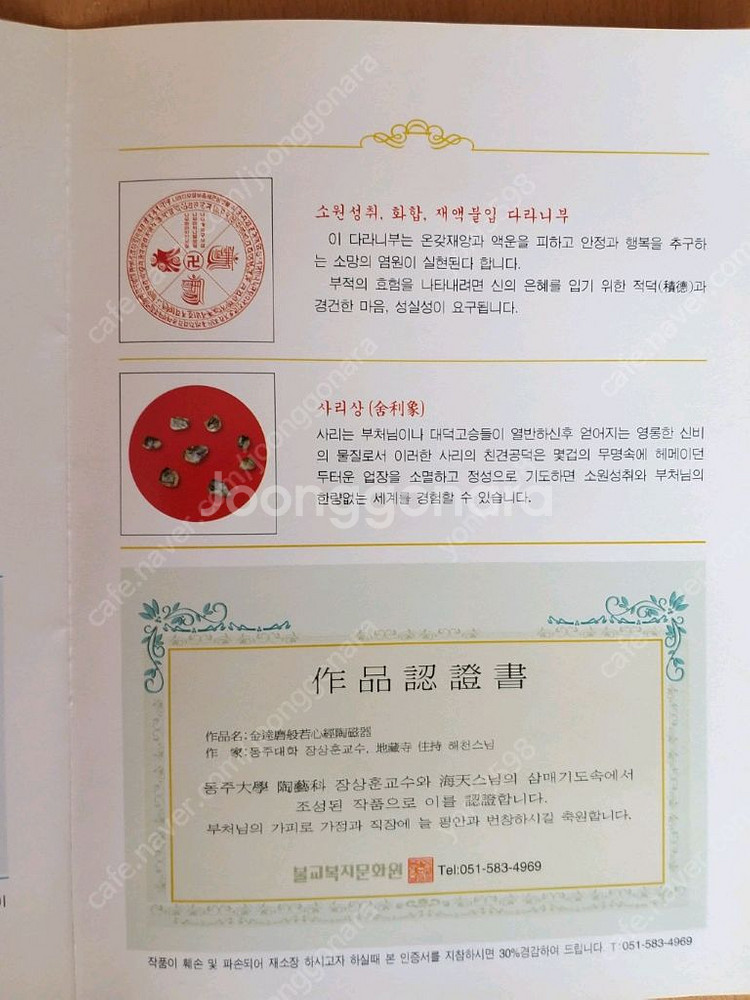 소원성취, 화합, 재액불입 다라니부
이 다라니부는 온갖재앙과 액운을 피하고 안정과 행복을 추구하
는 소망의 염원이 실현된다 합니다.
부적의 효험을 나타내려면 신의 은혜를 입기 위한 적덕(積德)과
경건한 마음, 성실성이 요구됩니다.
사리상(舍利象)
사리는 부처님이나 대덕고승들이 열반하신후 얻어지는 영롱한 신비
의 물질로서 이러한 사리의 친견공덕은 몇겁의 무명속에 헤메이던
두터운 업장을 소멸하고 정성으로 기도하면 소원성취와 부처님의
한량없는 세계를 경험할 수 있습니다.
Joonggonara
作品認證書
作品名:金達磨般若心經陶磁器
作 家:동주대학 장상훈교수, 地藏寺 住持 해천스님
동주大學 陶藝科 장상훈교수와 海天스님의 삼매기도속에서
조성된 작품으로 이를 認證합니다.
부처님의 가피로 가정과 직장에 늘 평안과 번창하시길 축원합니다.
불교복지문화원 Tel:051-583-4969
작품이 훼손 및 파손되어 재소장 하시고자 하실때 본 인증서를 지참하시면 30%경감하여 드립니다. T:051-583-4969